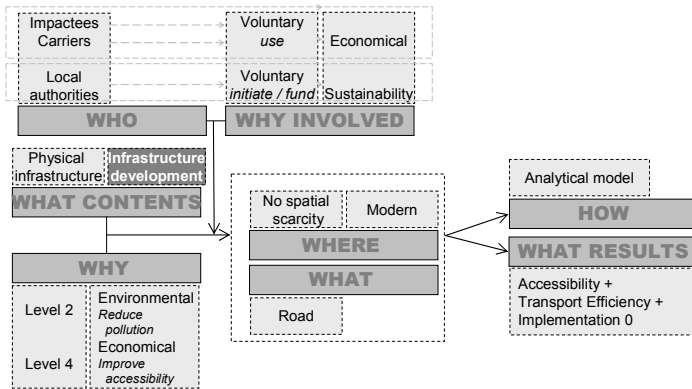 Impactees
Carriers
Voluntary
use
Economical
Local
authorities
Voluntary
initiate / fund
Sustainability
WHO
WHY INVOLVED
Physical
infrastructure
Infrastructure
development
WHAT CONTENTS
No spatial
scarcity
Modern
WHERE
WHAT
Road
Analytical model
HOW
WHAT RESULTS
Accessibility +
Transport Efficiency +
Implementation 0
WHY
Level 2
Environmental
Reduce
pollution
Level 4
Economical
Improve
accessibility